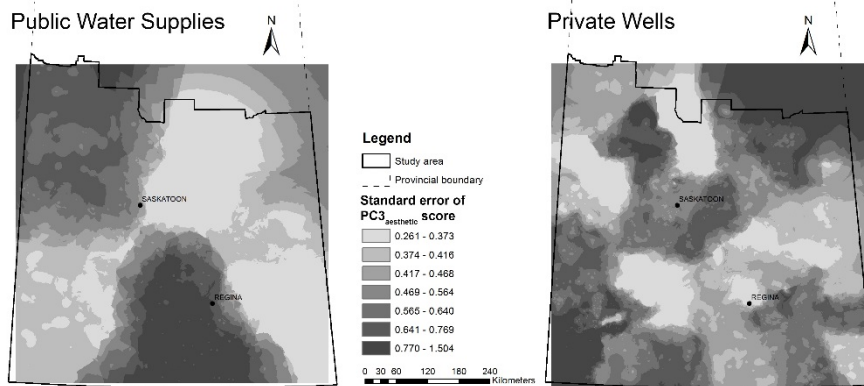 Public Water Supplies
N
SASKATOON
REGINA
Legend
Study area
Provincial boundary
Standard error of
PC3aesthetic score
0.261 - 0.373
0.374 - 0.416
0.417 - 0.468
0.469 - 0.564
0.565 - 0.640
0.641 - 0.769
0.770 - 1.504
0 30 60 120 180 240
Kilometers
Private Wells
N
SASKATOON
REGINA